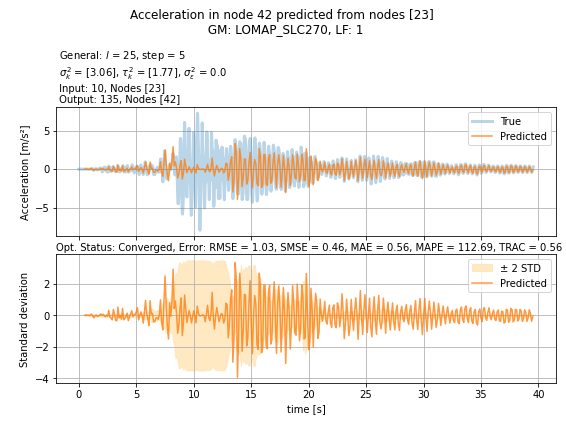 Acceleration in node 42 predicted from nodes [23]
GM: LOMAP_SLC270, LF: 1
General: l = 25, step = 5
σ²ₖ = [3.06], τ²ₖ = [1.77], σ²ε = 0.0
Input: 10, Nodes [23]
Output: 135, Nodes [42]
Acceleration [m/s²]
5
0
−5
True
Predicted
Opt. Status: Converged, Error: RMSE = 1.03, SMSE = 0.46, MAE = 0.56, MAPE = 112.69, TRAC = 0.56
Standard deviation
2
0
−2
−4
± 2 STD
Predicted
0 5 10 15 20 25 30 35 40
time [s]